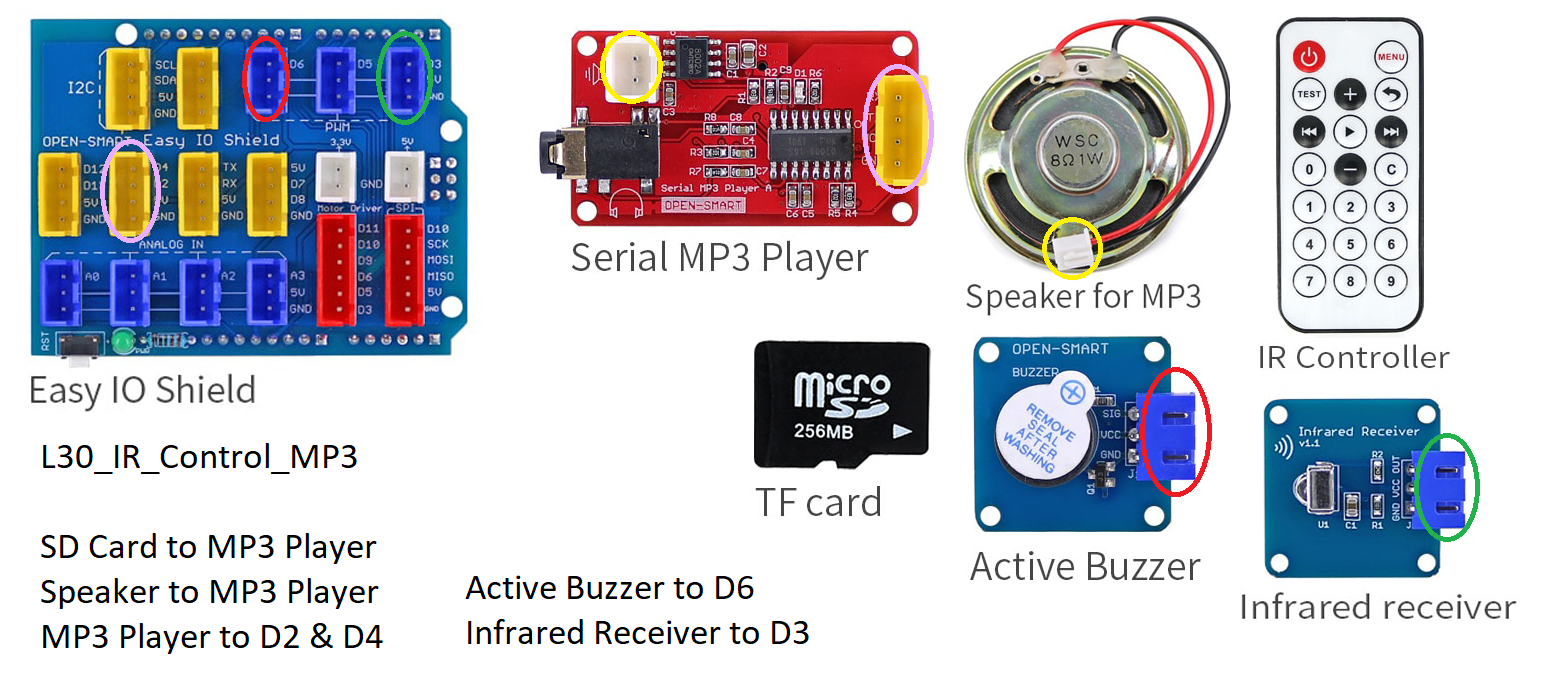 SCL
SDA
5V
GND
I2C
D6
D5
D3
GND
PWM
OPEN-SMART Easy IO Shield
3.3V
5V
D12
5V
GND
D4
GND
TX
RX
5V
GND
5V
D7
D8
GND
GND
Motor Driver
SPI
ANALOG IN
A0
A1
A2
A3
5V
GND
D11
D10
D9
D6
D5
D3
D10
SCK
MOSI
MISO
5V
GND
RST
PWR
Easy IO Shield
8002A
C1
C2
C3
R1
R2
C9
D1
R6
R8
C8
R3
C4
R7
C7
Serial MP3 Player A
OPEN-SMART
C6
C5
R5
R4
Serial MP3 Player
WSC
8Ω1W
Speaker for MP3
MENU
TEST
+
−
0
C
1
2
3
4
5
6
7
8
9
IR Controller
Micro
SD
256MB
TF card
OPEN-SMART
BUZZER
REMOVE
SEAL
AFTER
WASHING
SIG
VCC
GND
Q1
Active Buzzer
Infrared Receiver
v1.1
R2
OUT
VCC
GND
U1
C1
R1
Infrared receiver
L30_IR_Control_MP3
SD Card to MP3 Player
Speaker to MP3 Player
MP3 Player to D2 & D4
Active Buzzer to D6
Infrared Receiver to D3